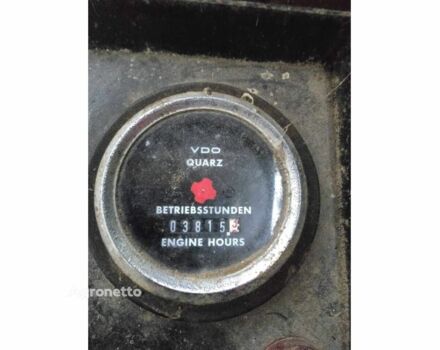 VDO
QUARZ
BETRIEBSSTUNDEN
03815
ENGINE HOURS
Agronetto